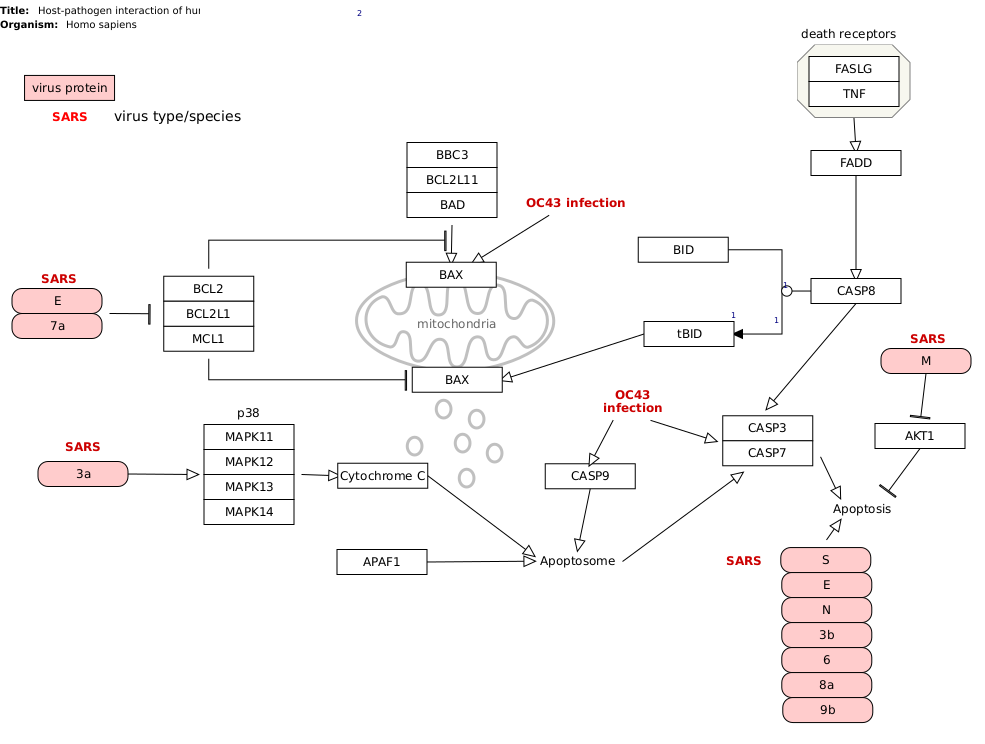 Title: Host-pathogen interaction of hu
Organism: Homo sapiens
2
death receptors
FASLG
TNF
virus protein
SARS virus type/species
BBC3
BCL2L11
BAD
FADD
OC43 infection
BID
BAX
SARS
E
7a
BCL2
BCL2L1
MCL1
mitochondria
1
CASP8
1
1
tBID
SARS
M
BAX
OC43
infection
p38
MAPK11
MAPK12
MAPK13
MAPK14
SARS
3a
Cytochrome C
CASP9
CASP3
CASP7
AKT1
Apoptosis
APAF1
Apoptosome
SARS
S
E
N
3b
6
8a
9b